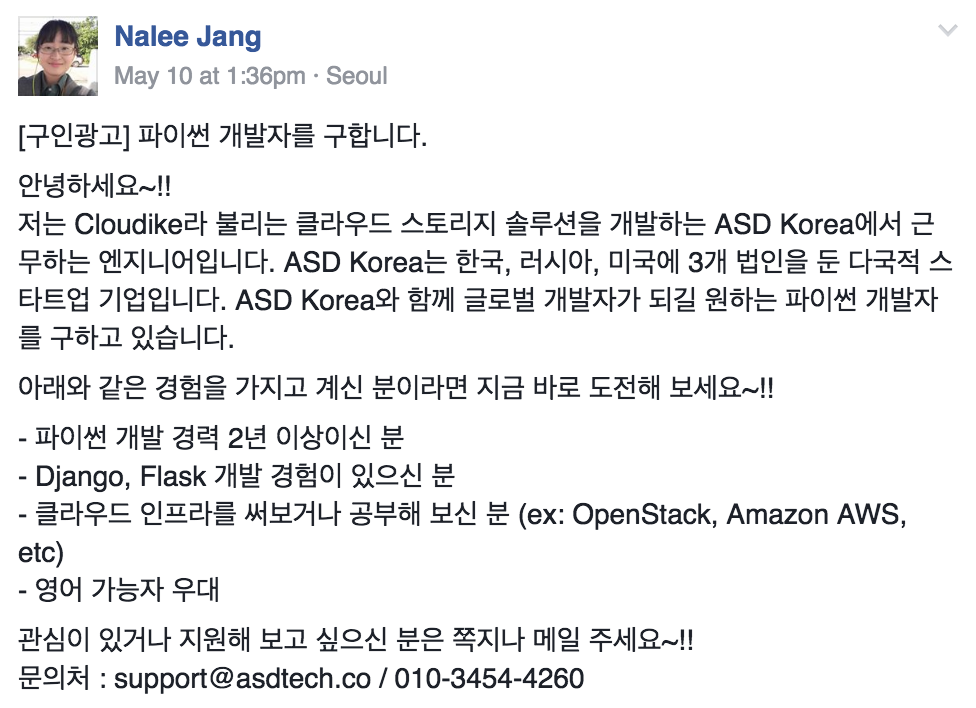 Nalee Jang
May 10 at 1:36pm · Seoul
[구인광고] 파이썬 개발자를 구합니다.
안녕하세요~!!
저는 Cloudike라 불리는 클라우드 스토리지 솔루션을 개발하는 ASD Korea에서 근
무하는 엔지니어입니다. ASD Korea는 한국, 러시아, 미국에 3개 법인을 둔 다국적 스
타트업 기업입니다. ASD Korea와 함께 글로벌 개발자가 되길 원하는 파이썬 개발자
를 구하고 있습니다.
아래와 같은 경험을 가지고 계신 분이라면 지금 바로 도전해 보세요~!!
- 파이썬 개발 경력 2년 이상이신 분
- Django, Flask 개발 경험이 있으신 분
- 클라우드 인프라를 써보거나 공부해 보신 분 (ex: OpenStack, Amazon AWS,
etc)
- 영어 가능자 우대
관심이 있거나 지원해 보고 싶으신 분은 쪽지나 메일 주세요~!!
문의처 : support@asdtech.co / 010-3454-4260